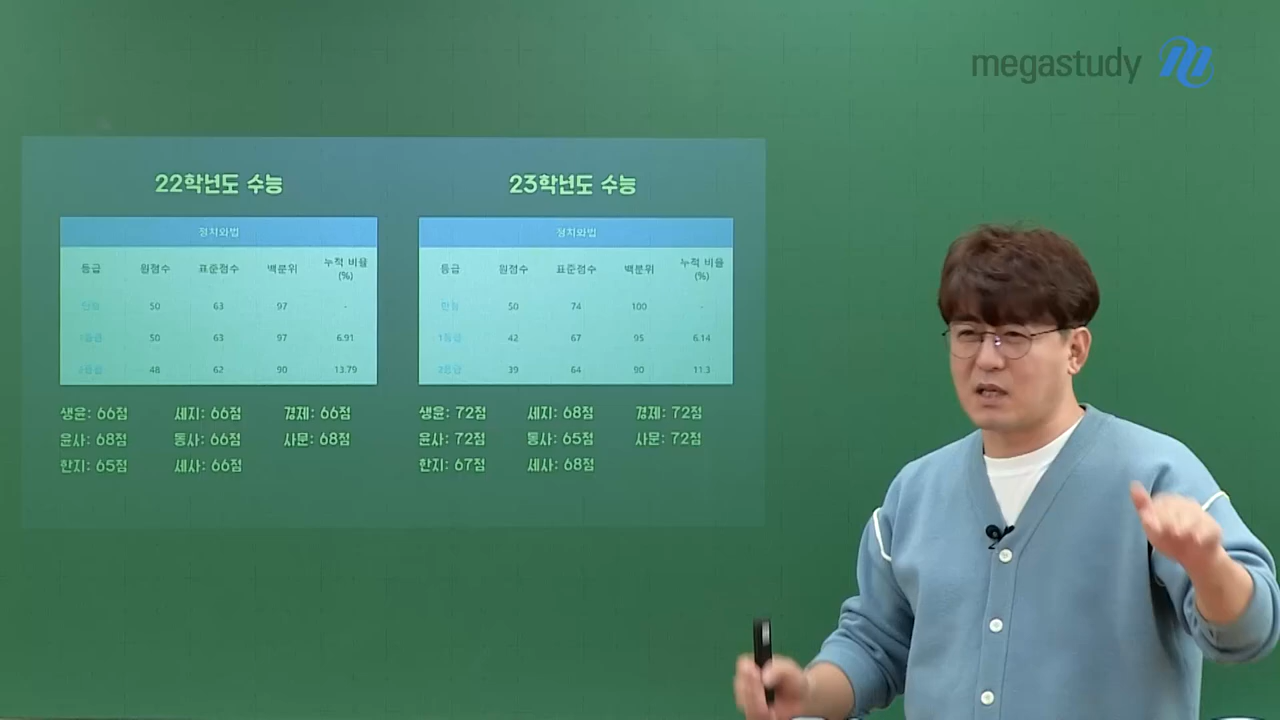 megastudy
22학년도 수능
정치와법
등급 원점수 표준점수 백분위 누적 비율 (%)
만점 50 63 97 -
1등급 50 63 97 6.91
2등급 48 62 90 13.79
생윤: 66점 세지: 66점 경제: 66점
윤사: 68점 동사: 66점 사문: 68점
한지: 65점 세사: 66점
23학년도 수능
정치와법
등급 원점수 표준점수 백분위 누적 비율 (%)
만점 50 74 100 -
1등급 42 67 95 6.14
2등급 39 64 90 11.3
생윤: 72점 세지: 68점 경제: 72점
윤사: 72점 동사: 65점 사문: 72점
한지: 67점 세사: 68점